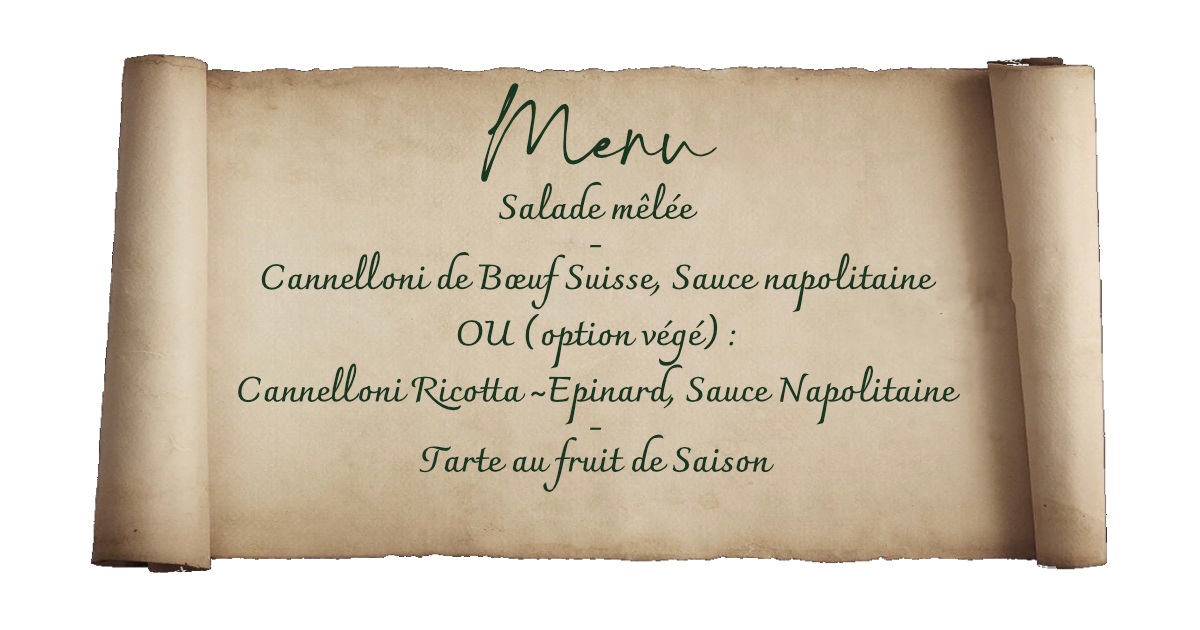 Menu
Salade mêlée
-
Cannelloni de Bœuf Suisse, Sauce napolitaine
OU (option végé) :
Cannelloni Ricotta ~Epinard, Sauce Napolitaine
-
Tarte au fruit de Saison